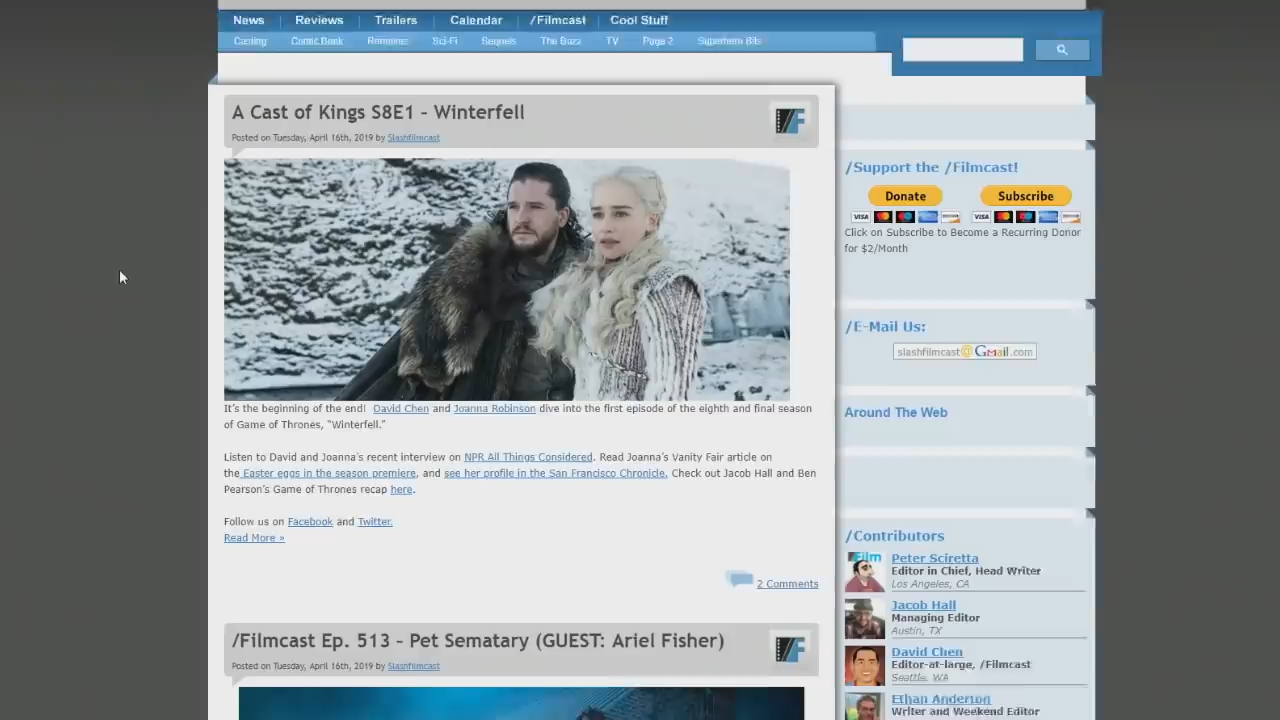 News Reviews Trailers Calendar /Filmcast Cool Stuff
Casting Comic Book Remakes Sci-Fi Sequels The Buzz TV Page 2 Superhero Bits
A Cast of Kings S8E1 – Winterfell
Posted on Tuesday, April 16th, 2019 by Slashfilmcast
It's the beginning of the end! David Chen and Joanna Robinson dive into the first episode of the eighth and final season
of Game of Thrones, “Winterfell.”
Listen to David and Joanna's recent interview on NPR All Things Considered. Read Joanna's Vanity Fair article on
the Easter eggs in the season premiere, and see her profile in the San Francisco Chronicle. Check out Jacob Hall and Ben
Pearson's Game of Thrones recap here.
Follow us on Facebook and Twitter.
Read More »
2 Comments
/Filmcast Ep. 513 – Pet Sematary (GUEST: Ariel Fisher)
Posted on Tuesday, April 16th, 2019 by Slashfilmcast
/Support the /Filmcast!
Donate Subscribe
VISA VISA
Click on Subscribe to Become a Recurring Donor
for $2/Month
/E-Mail Us:
slashfilmcast@Gmail.com
Around The Web
/Contributors
Peter Sciretta
Editor in Chief, Head Writer
Los Angeles, CA
Jacob Hall
Managing Editor
Austin, TX
David Chen
Editor-at-large, /Filmcast
Seattle, WA
Ethan Anderton
Writer and Weekend Editor